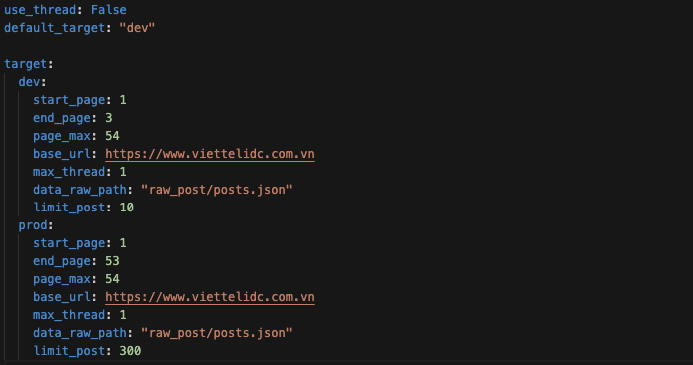 use_thread: False
default_target: "dev"
target:
dev:
start_page: 1
end_page: 3
page_max: 54
base_url: https://www.viettelidc.com.vn
max_thread: 1
data_raw_path: "raw_post/posts.json"
limit_post: 10
prod:
start_page: 1
end_page: 53
page_max: 54
base_url: https://www.viettelidc.com.vn
max_thread: 1
data_raw_path: "raw_post/posts.json"
limit_post: 300